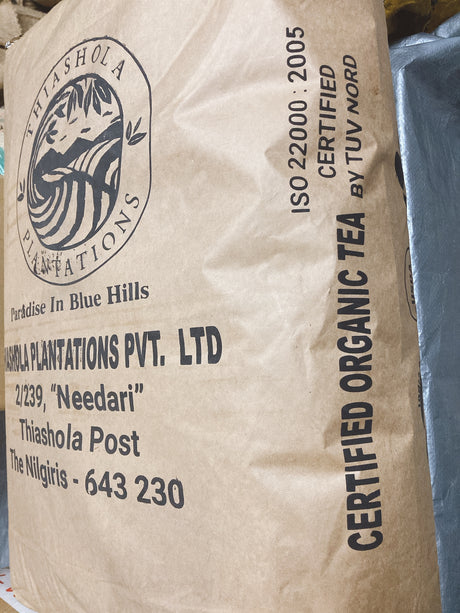 THIASHOLA
PLANTATIONS
Paradise In Blue Hills
THIASHOLA PLANTATIONS PVT. LTD
2/239, "Needari"
Thiashola Post
The Nilgiris - 643 230
ISO 22000 : 2005
CERTIFIED
BY TUV NORD
CERTIFIED ORGANIC TEA